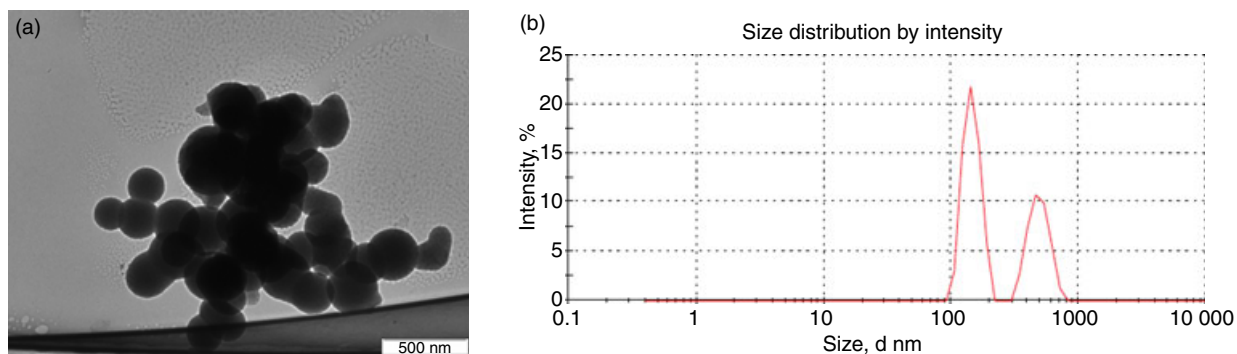 (a)
500 nm
(b)
Size distribution by intensity
25
20
15
10
5
0
Intensity, %
0.1 1 10 100 1000 10 000
Size, d nm